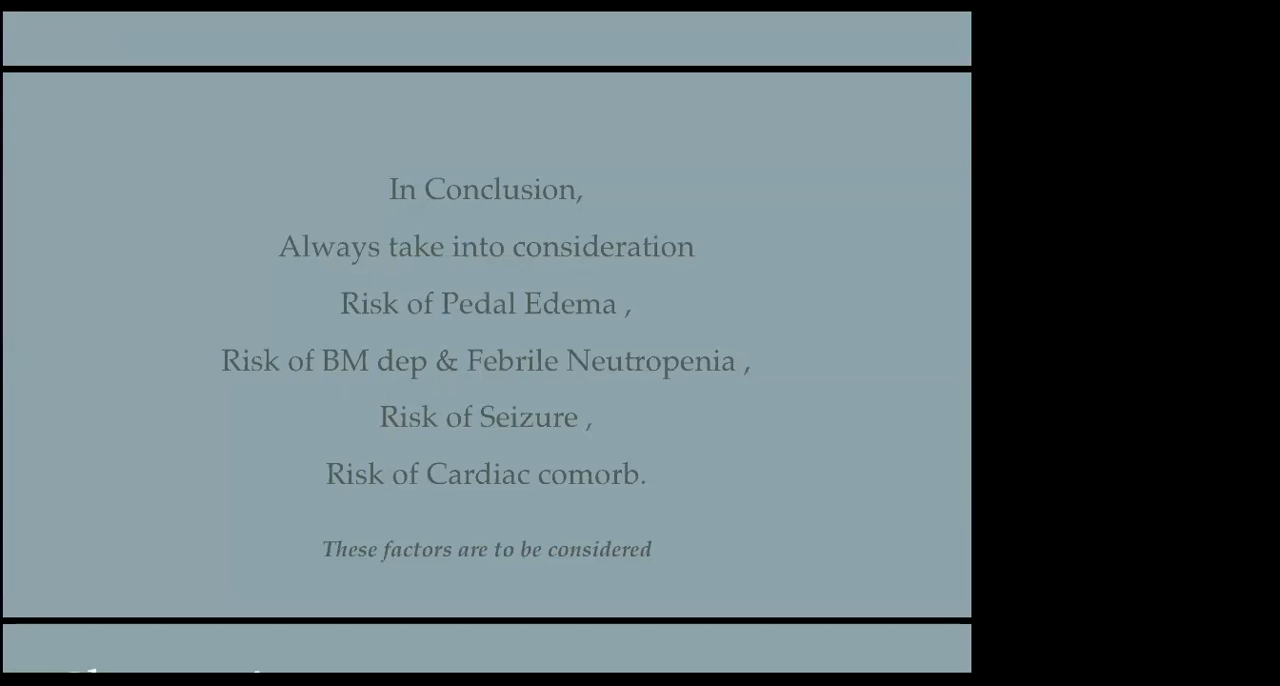 In Conclusion,
Always take into consideration
Risk of Pedal Edema ,
Risk of BM dep & Febrile Neutropenia ,
Risk of Seizure ,
Risk of Cardiac comorb.
These factors are to be considered